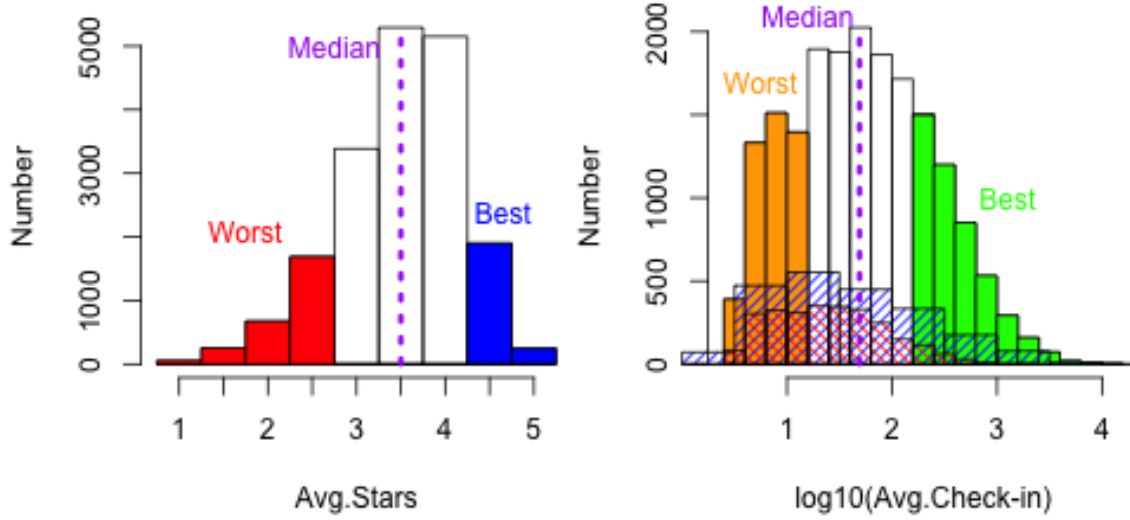 Median
Worst
Best
Number
0
1000
3000
5000
1 2 3 4 5
Avg.Stars
Median
Worst
Best
Number
0
500
1000
2000
1 2 3 4
log10(Avg.Check-in)